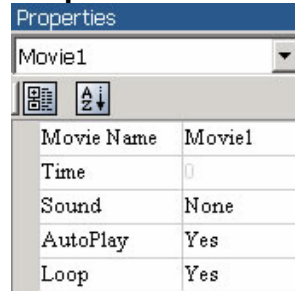 Properties
Movie1
A Z
Movie Name Movie1
Time 0
Sound None
AutoPlay Yes
Loop Yes